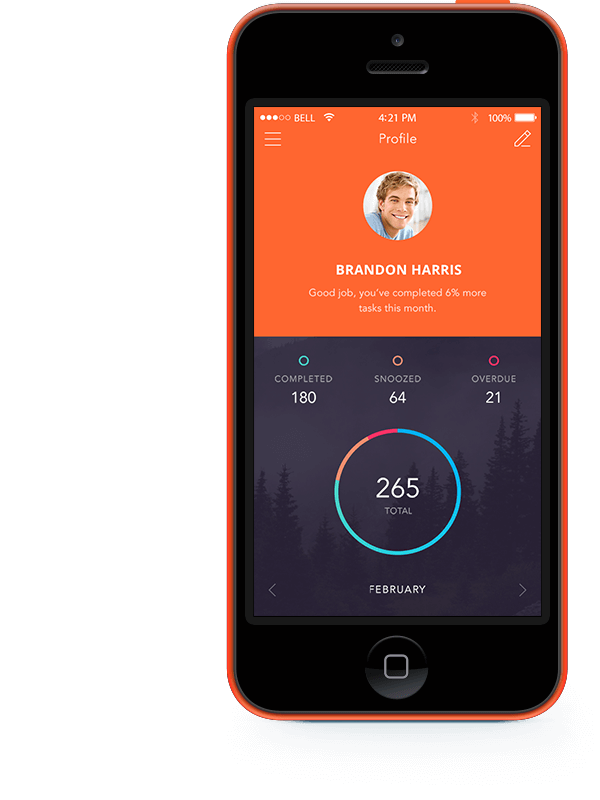 BELL 4:21 PM 100%
Profile
BRANDON HARRIS
Good job, you've completed 6% more
tasks this month.
COMPLETED SNOOZED OVERDUE
180 64 21
265
TOTAL
FEBRUARY